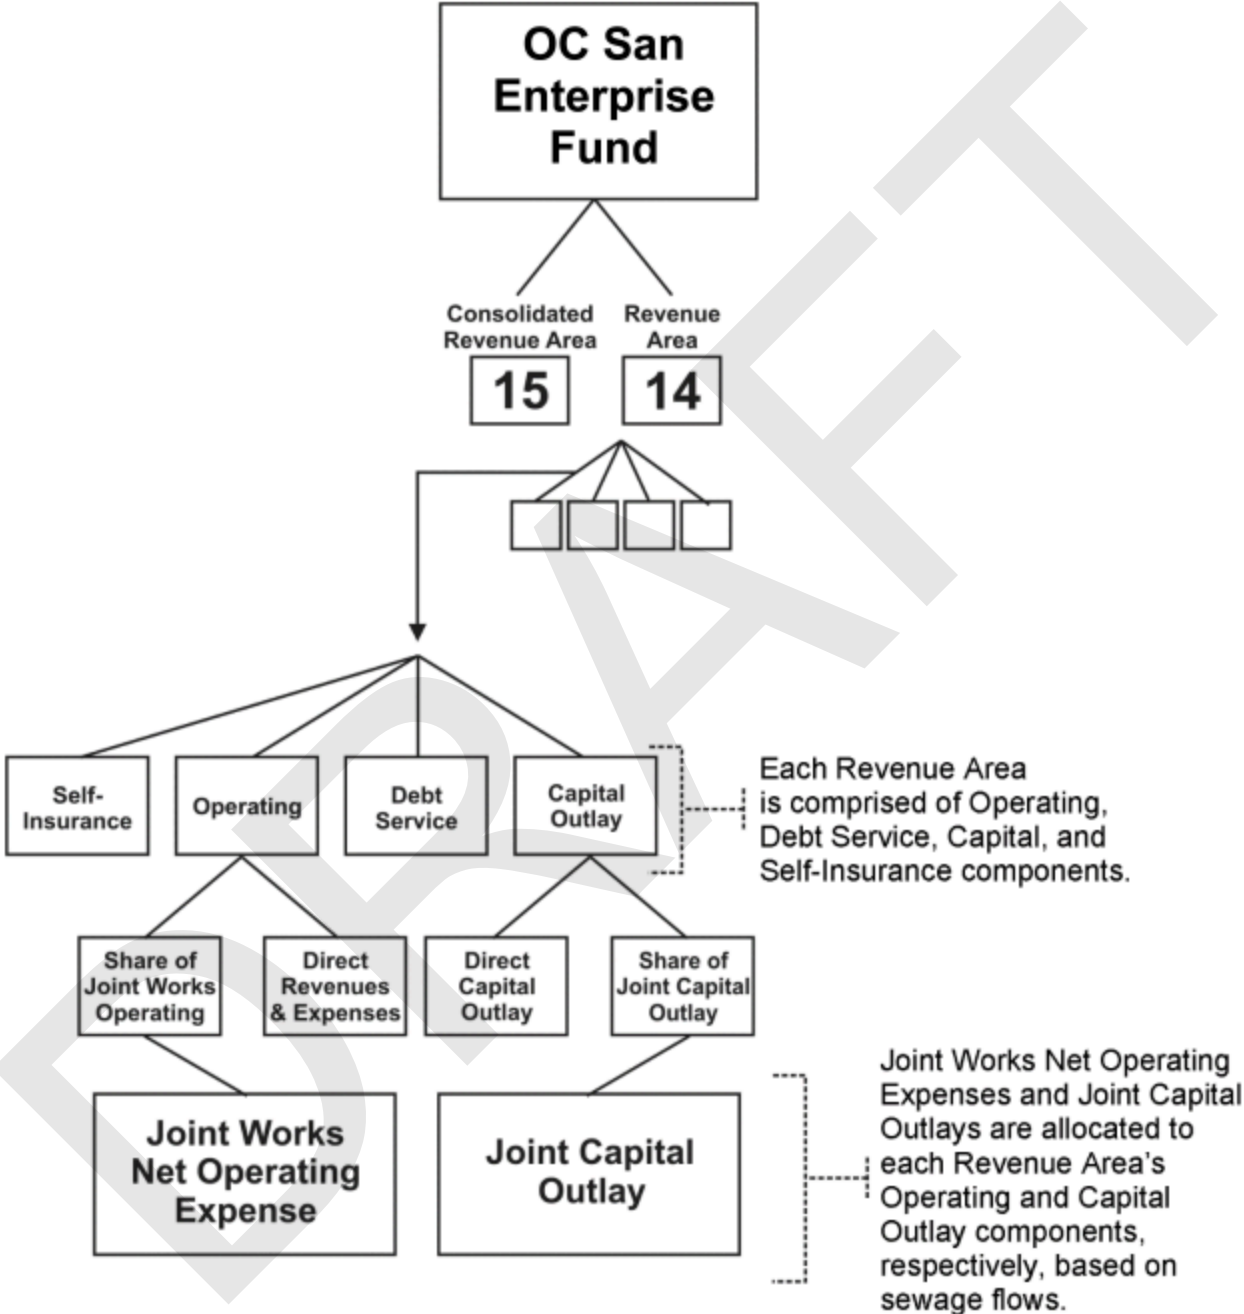 OC San
Enterprise
Fund
Consolidated
Revenue Area
15
Revenue
Area
14
Self-
Insurance
Operating
Debt
Service
Capital
Outlay
Each Revenue Area
is comprised of Operating,
Debt Service, Capital, and
Self-Insurance components.
Share of
Joint Works
Operating
Direct
Revenues
& Expenses
Direct
Capital
Outlay
Share of
Joint Capital
Outlay
Joint Works
Net Operating
Expense
Joint Capital
Outlay
Joint Works Net Operating
Expenses and Joint Capital
Outlays are allocated to
each Revenue Area’s
Operating and Capital
Outlay components,
respectively, based on
sewage flows.
DRAFT